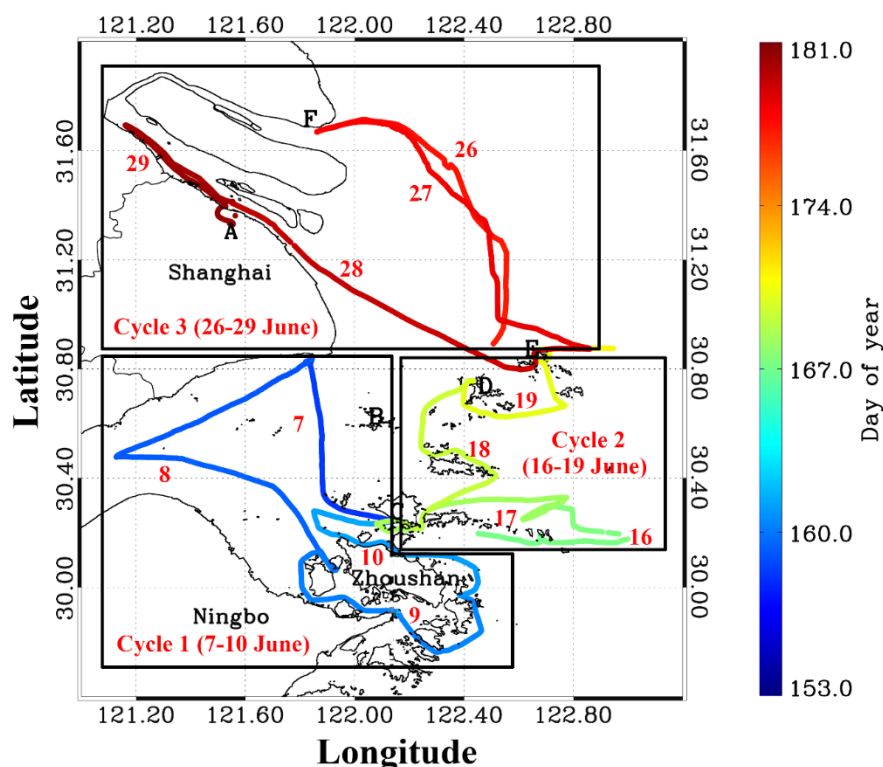 121.20 121.60 122.00 122.40 122.80
181.0
F
31.60
26
31.60
29
27
174.0
A
31.20
28
31.20
Shanghai
Cycle 3 (26-29 June)
E
30.80
30.80
167.0
D
19
7
B
Cycle 2
(16-19 June)
18
8
30.40
30.40
C
17
16
160.0
10
Zhoushan
30.00
30.00
Ningbo
9
Cycle 1 (7-10 June)
153.0
121.20 121.60 122.00 122.40 122.80
Longitude
Latitude
Day of year